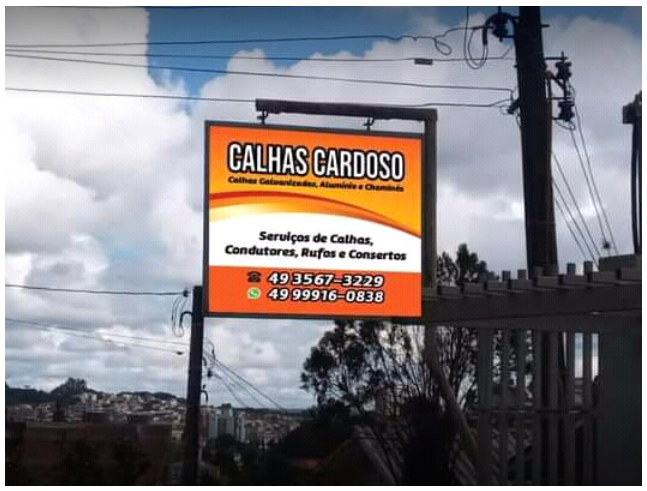 CALHAS CARDOSO
Calhas Galvanizadas, Alumínio e Chaminés
Serviços de Calhas,
Condutores, Rufos e Consertos
49 3567-3229
49 99916-0838